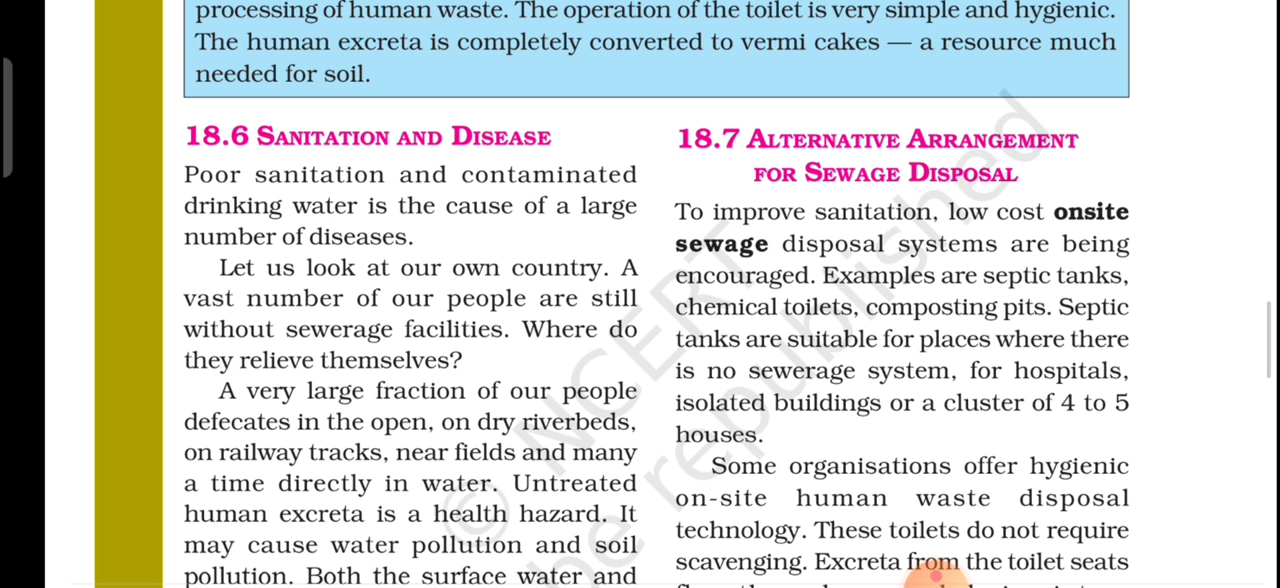 processing of human waste. The operation of the toilet is very simple and hygienic.
The human excreta is completely converted to vermi cakes — a resource much
needed for soil.
18.6 SANITATION AND DISEASE
Poor sanitation and contaminated
drinking water is the cause of a large
number of diseases.
Let us look at our own country. A
vast number of our people are still
without sewerage facilities. Where do
they relieve themselves?
A very large fraction of our people
defecates in the open, on dry riverbeds,
on railway tracks, near fields and many
a time directly in water. Untreated
human excreta is a health hazard. It
may cause water pollution and soil
pollution. Both the surface water and
18.7 ALTERNATIVE ARRANGEMENT
FOR SEWAGE DISPOSAL
To improve sanitation, low cost onsite
sewage disposal systems are being
encouraged. Examples are septic tanks,
chemical toilets, composting pits. Septic
tanks are suitable for places where there
is no sewerage system, for hospitals,
isolated buildings or a cluster of 4 to 5
houses.
Some organisations offer hygienic
on-site human waste disposal
technology. These toilets do not require
scavenging. Excreta from the toilet seats
© NCERT
be republished